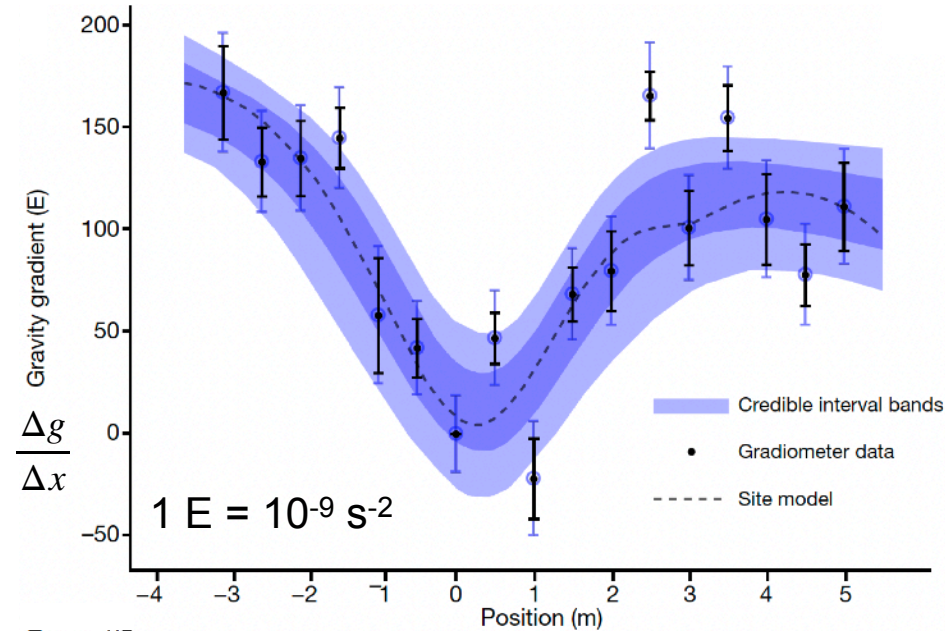 200
150
100
50
0
−50
Gravity gradient (E)
Δg
Δx
1 E = 10-9 s-2
Credible interval bands
Gradiometer data
Site model
−4 −3 −2 −1 0 1 2 3 4 5
Position (m)